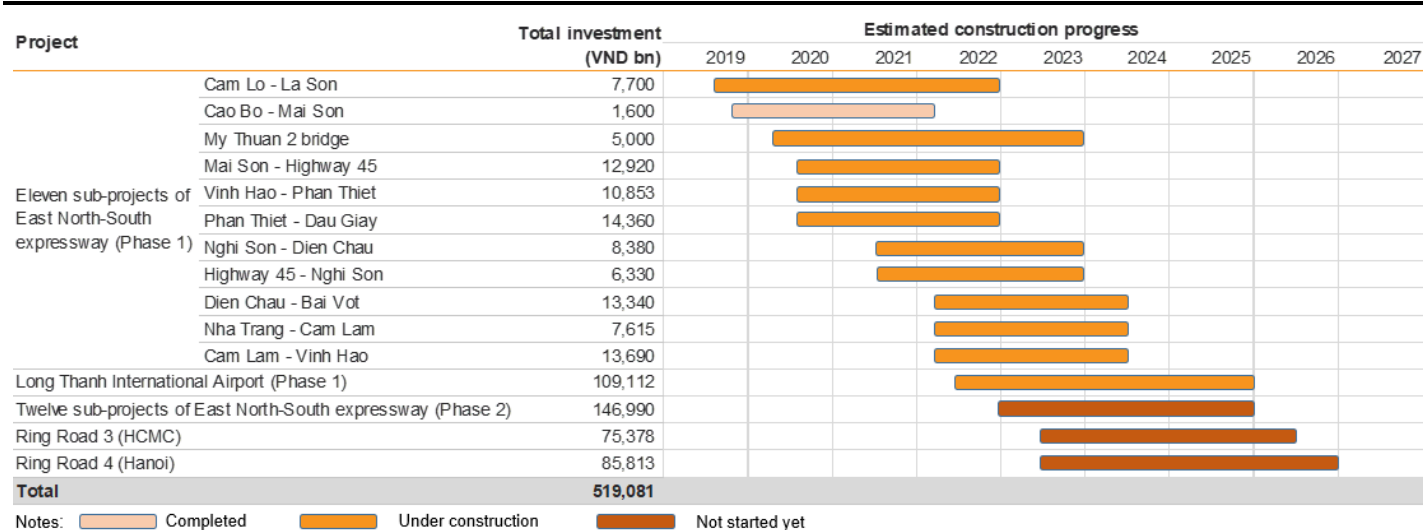 Project Total investment (VND bn) Estimated construction progress
2019 2020 2021 2022 2023 2024 2025 2026 2027
Eleven sub-projects of East North-South expressway (Phase 1)
Cam Lo - La Son 7,700
Cao Bo - Mai Son 1,600
My Thuan 2 bridge 5,000
Mai Son - Highway 45 12,920
Vinh Hao - Phan Thiet 10,853
Phan Thiet - Dau Giay 14,360
Nghi Son - Dien Chau 8,380
Highway 45 - Nghi Son 6,330
Dien Chau - Bai Vot 13,340
Nha Trang - Cam Lam 7,615
Cam Lam - Vinh Hao 13,690
Long Thanh International Airport (Phase 1) 109,112
Twelve sub-projects of East North-South expressway (Phase 2) 146,990
Ring Road 3 (HCMC) 75,378
Ring Road 4 (Hanoi) 85,813
Total 519,081
Notes: Completed Under construction Not started yet